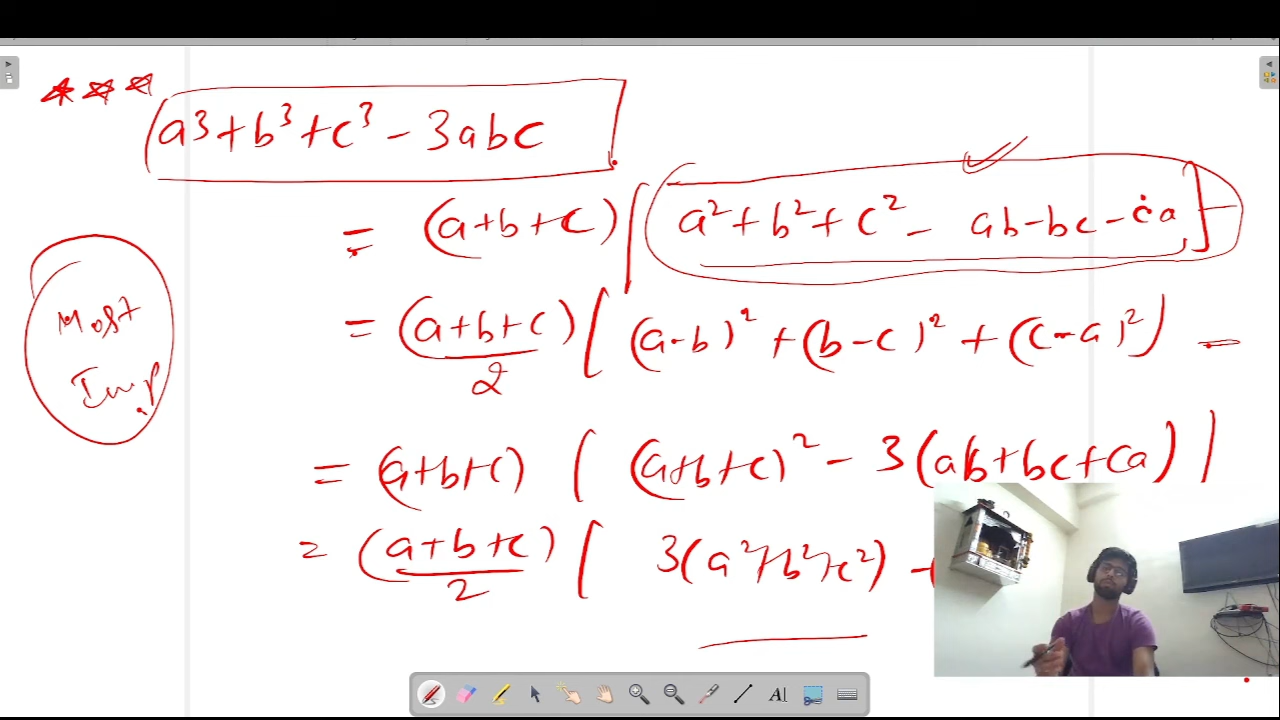 a³+b³+c³-3abc
= (a+b+c) [a²+b²+c²-ab-bc-ca]
Most
Imp.
= (a+b+c)/2 [(a-b)²+(b-c)²+(c-a)²]
= (a+b+c) [(a+b+c)²-3(ab+bc+ca)]
= (a+b+c)/2 [3(a²+b²+c²)
AI